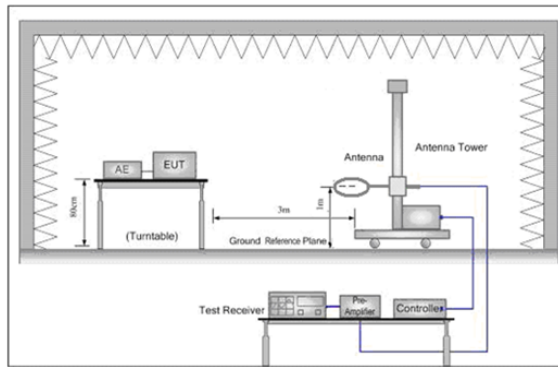 AE
EUT
80cm
(Turntable)
3m
1m
Antenna
Antenna Tower
Ground Reference Plane
Test Receiver
Pre-
Amplifier
Controller